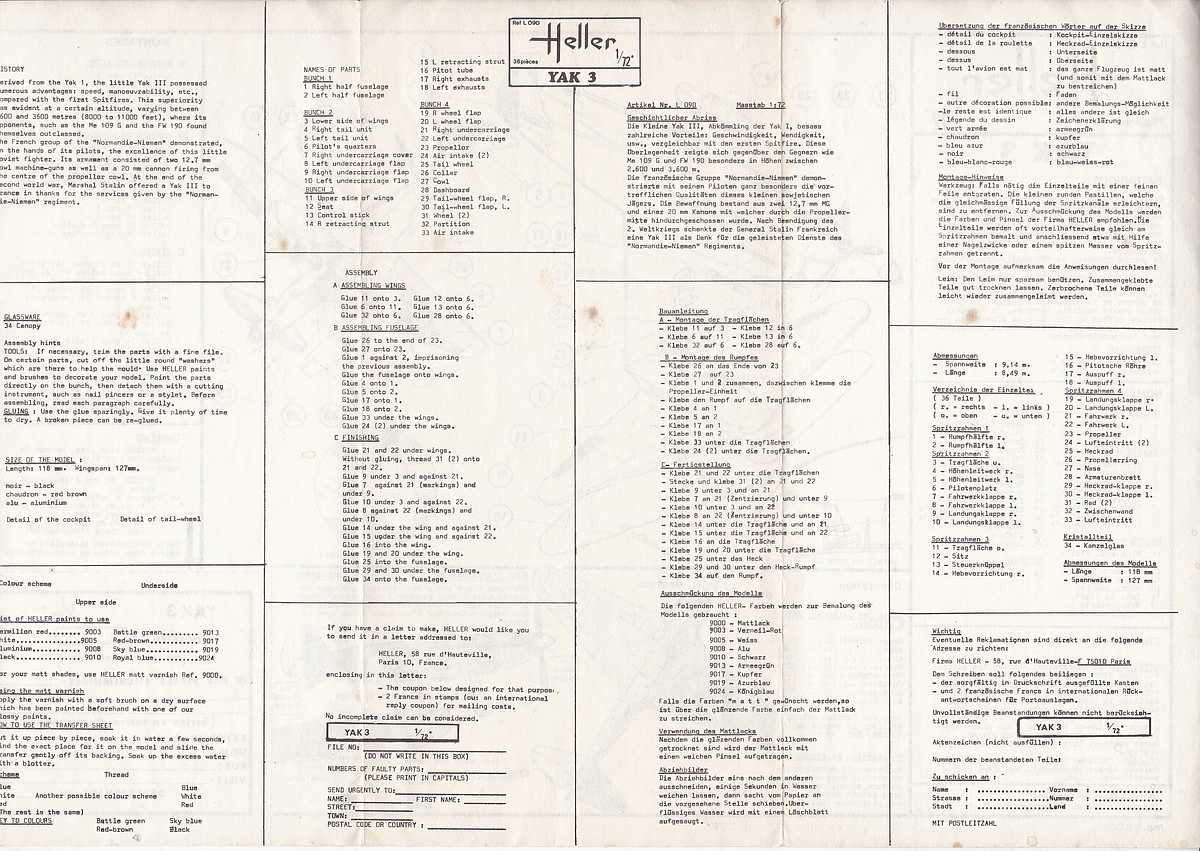 ISTORY
erived from the Yak 1, the little Yak III possessed
umerous advantages: speed, manoeuvrability, etc.,
ompared with the first Spitfires. This superiority
as evident at a certain altitude, varying between
600 and 3600 metres (8000 to 11000 feet), where its
pponents, such as the Me 109 G and the FW 190 found
hemselves outclassed.
he French group of the "Normandie-Niemen" demonstrated,
n the hands of its pilots, the excellence of this little
oviet fighter. Its armament consisted of two 12.7 mm
owl machine-guns as well as a 20 mm cannon firing from
he centre of the propeller cowl. At the end of the
econd world war, Marshal Stalin offered a Yak III to
rance in thanks for the services given by the "Norman-
ie-Niemen" regiment.
GLASSWARE
34 Canopy
Assembly hints
TOOLS: If necessary, trim the parts with a fine file.
On certain parts, cut off the little round "washers"
which are there to help the mould. Use HELLER paints
and brushes to decorate your model. Paint the parts
directly on the bunch, then detach them with a cutting
instrument, such as nail pincers or a stylet. Before
assembling, read each paragraph carefully.
GLUING : Use the glue sparingly. Give it plenty of time
to dry. A broken piece can be re-glued.
SIZE OF THE MODEL :
Length: 118 mm. Wingspan: 127mm.
noir - black
chaudron - red brown
alu - aluminium
Detail of the cockpit Detail of tail-wheel
Colour scheme Underside
Upper side
ist of HELLER paints to use
ermilion red........ 9003 Battle green........ 9013
hite................9005 Red-brown........... 9017
luminium............ 9008 Sky blue............9019
lack................ 9010 Royal blue..........9024
or your matt shades, use HELLER matt varnish Ref. 9000.
sing the matt varnish
pply the varnish with a soft bruch on a dry surface
hich has been painted beforehand with one of our
lossy paints.
OW TO USE THE TRANSFER SHEET
ut it up piece by piece, soak it in water a few seconds,
ind the exact place for it on the model and slide the
ransfer gently off its backing. Soak up the excess water
ith a blotter.
cheme Thread
lue Blue
hite Another possible colour scheme White
ed Red
(The rest is the same)
EY TO COLOURS Battle green Sky blue
Red-brown Black
Réf L 090
Heller
1/72e
36 pièces
YAK 3
NAMES OF PARTS
BUNCH 1
1 Right half fuselage
2 Left half fuselage
BUNCH 2
3 Lower side of wings
4 Right tail unit
5 Left tail unit
6 Pilot's quarters
7 Right undercarriage cover
8 Left undercarriage flap
9 Right undercarriage flap
10 Left undercarriage flap
BUNCH 3
11 Upper side of wings
12 Seat
13 Control stick
14 R retracting strut
15 L retracting strut
16 Pitot tube
17 Right exhausts
18 Left exhausts
BUNCH 4
19 R wheel flap
20 L wheel flap
21 Right undercarriage
22 Left undercarriage
23 Propellor
24 Air intake (2)
25 Tail wheel
26 Collar
27 Cowl
28 Dashboard
29 Tail-wheel flap, R.
30 Tail-wheel flap, L.
31 Wheel (2)
32 Partition
33 Air intake
ASSEMBLY
A ASSEMBLING WINGS
Glue 11 onto 3. Glue 12 onto 6.
Glue 6 onto 11. Glue 13 onto 6.
Glue 32 onto 6. Glue 28 onto 6.
B ASSEMBLING FUSELAGE
Glue 26 to the end of 23.
Glue 27 onto 23.
Glue 1 against 2, imprisoning
the previous assembly.
Glue the fuselage onto wings.
Glue 4 onto 1.
Glue 5 onto 2.
Glue 17 onto 1.
Glue 18 onto 2.
Glue 33 under the wings.
Glue 24 (2) under the wings.
C FINISHING
Glue 21 and 22 under wings.
Without gluing, thread 31 (2) onto
21 and 22.
Glue 9 under 3 and against 21.
Glue 7 against 21 (markings) and
under 9.
Glue 10 under 3 and against 22.
Glue 8 against 22 (markings) and
under 10.
Glue 14 under the wing and against 21.
Glue 15 under the wing and against 22.
Glue 16 into the wing.
Glue 19 and 20 under the wing.
Glue 25 into the fuselage.
Glue 29 and 30 under the fuselage.
Glue 34 onto the fuselage.
If you have a claim to make, HELLER would like you
to send it in a letter addressed to:
HELLER, 58 rue d'Hauteville,
Paris 10, France.
enclosing in this letter:
- The coupon below designed for that purpose.
- 2 Francs in stamps (ou: an international
reply coupon) for mailing costs.
No incomplete claim can be considered.
YAK 3 1/72e
FILE NO:
(DO NOT WRITE IN THIS BOX)
NUMBERS OF FAULTY PARTS:
(PLEASE PRINT IN CAPITALS)
SEND URGENTLY TO:
NAME: FIRST NAME:
STREET:
TOWN:
POSTAL CODE OR COUNTRY :
Artikel Nr. L 090 Masstab 1:72
Geschichtlicher Abriss
Die Kleine Yak III, Abkömmling der Yak I, besass
zahlreiche Vorteile: Geschwindigkeit, Wendigkeit,
usw., vergleichbar mit den ersten Spitfire. Diese
Überlegenheit zeigte sich gegenüber den Gegnern wie
Me 109 G und FW 190 besonders in Höhen zwischen
2.600 und 3.600 m.
Die französische Gruppe "Normandie-Niemen" demon-
strierte mit seinen Piloten ganz besonders die vor-
trefflichen Qualitäten dieses kleinen sowjetischen
Jägers. Die Bewaffnung bestand aus zwei 12,7 mm MG
und einaz 20 mm Kanone mit welcher durch die Propeller-
mitte hindurchgeschossen wurde. Nach Beendigung des
2. Weltkriegs schenkte der General Stalin Frankreich
eine Yak III als Dank für die geleisteten Dienste des
"Normandie-Niemen" Regiments.
Bauanleitung
A - Montage der Tragflächen
- Klebe 11 auf 3 - Klebe 12 in 6
- Klebe 6 auf 11 - Klebe 13 in 6
- Klebe 32 auf 6 - Klebe 28 auf 6.
B - Montage des Rumpfes
- Klebe 26 an das Ende von 23
- Klebe 27 auf 23
- Klebe 1 und 2 zusammen, dazwischen klemme die
Propeller-Einheit
- Klebe den Rumpf auf die Tragflächen
- Klebe 4 an 1
- Klebe 5 an 2
- Klebe 17 an 1
- Klebe 18 an 2
- Klebe 33 unter die Tragflächen
- Klebe 24 (2) unter die Tragflächen.
C- Fertigstellung
- Klebe 21 und 22 unter die Tragflächen
- Stecke und klebe 31 (2) an 21 und 22
- Klebe 9 unter 3 und an 21
- Klebe 7 an 21 (Zentrierung) und unter 9
- Klebe 10 unter 3 und an 22
- Klebe 8 an 22 (Zentrierung) und unter 10
- Klebe 14 unter die Tragfläche und an 21
- Klebe 15 unter die Tragfläche und an 22
- Klebe 16 an die Tragfläche
- Klebe 19 und 20 unter die Tragfläche
- Klebe 25 unter das Heck
- Klebe 29 und 30 unter den Heck-Rumpf
- Klebe 34 auf den Rumpf.
Ausschmückung des Modells
Die folgenden HELLER- Farben werden zur Bemalung des
Modells gebraucht :
9000 - Mattlack
9003 - Vermeil-Rot
9005 - Weiss
9008 - Alu
9010 - Schwarz
9013 - Armeegrün
9017 - Kupfer
9019 - Azurblau
9024 - Königblau
Falls die Farben "m a t t" gewünscht werden,so
ist über die glänzende Farbe einfach der Mattlack
zu streichen.
Verwendung des Mattlacks
Nachdem die glänzenden Farben vollkommen
getrocknet sind wird der Mattlack mit
einem weichen Pinsel aufgetragen.
Abziehbilder
Die Abziehbilder eins nach dem anderen
ausschneiden, einige Sekunden in Wasser
weichen lassen, dann sacht vom Papier an
die vorgesehene Stelle schieben.Über-
flüssiges Wasser wird mit einem Löschblatt
aufgesaugt.
Übersetzung der französischen Wörter auf der Skizze
- détail du cockpit : Kockpit-Einzelskizze
- détail de la roulette : Heckrad-Einzelskizze
- dessous : Unterseite
- dessus : Oberseite
- tout l'avion est mat : das ganze Flugzeug ist matt
(und somit mit dem Mattlack
zu bestreichen)
- fil : Faden
- autre décoration possible: andere Bemalungs-Möglichkeit
-le reste est identique : alles andere ist gleich
- légende du dessin : Zeichenerklärung
- vert armée : armeegrün
- chaudron : kupfer
- bleu azur : azurblau
- noir : schwarz
- bleu-blanc-rouge : blau-weiss-rot
Montage-Hinweise
Werkzeug: Falls nötig die Einzelteile mit einer feinen
Feile entgraten. Die kleinen runden Pastillen, welche
die gleichmässige Füllung der Spritzkanäle erleichtern,
sind zu entfernen. Zur Ausschmückung des Modells werden
die Farben und Pinsel der Firma HELLER empfohlen.Die
Einzelteile werden oft vorteilhafterweise gleich am
Spritzrahmen bemalt und anschliessend etwa mit Hilfe
einer Nagelzwicke oder einem spitzen Messer vom Spritz-
rahmen getrennt.
Vor der Montage aufmerksam die Anweisungen durchlesen!
Leim: Den Leim nur sparsam benützen. Zusammengeklebte
Teile gut trocknen lassen. Zerbrochene Teile können
leicht wieder zusammengeleimt werden.
Abmessungen
- Spannweite : 9,14 m.
- Länge : 8,49 m.
Verzeichnis der Einzelteile
( 36 Teile )
( r. = rechts - l. = links )
( o. = oben - u. = unten )
Spritzrahmen 1
1 - Rumpfhälfte r.
2 - Rumpfhälfte l.
Spritzrahmen 2
3 - Tragfläche u.
4 - Höhenleitwerk r.
5 - Höhenleitwerk l.
6 - Pilotenplatz
7 - Fahrwerkklappe r.
8 - Fahrwerkklappe l.
9 - Landungsklappe r.
10 - Landungsklappe l.
Spritzrahmen 3
11 - Tragfläche o.
12 - Sitz
13 - Steuerknüppel
14 - Hebevorrichtung r.
15 - Hebevorrichtung l.
16 - Pitotsche Röhre
17 - Auspuff r.
18 - Auspuff l.
Spritzrahmen 4
19 - Landungsklappe r.
20 - Landungsklappe L.
21 - Fahrwerk r.
22 - Fahrwerk L.
23 - Propeller
24 - Lufteintritt (2)
25 - Heckrad
26 - Propellerring
27 - Nase
28 - Armaturenbrett
29 - Heckrad-klappe r.
30 - Heckrad-klappe l.
31 - Rad (2)
32 - Zwischenwand
33 - Lufteintritt
Kristallteil
34 - Kanzelglas
Abmessungen des Modells
- Länge : 118 mm
- Spannweite : 127 mm
Wichtig
Eventuelle Reklamationen sind direkt an die folgende
Adresse zu richten:
Firma HELLER - 58, rue d'Hauteville-F 75010 Paris
Dem Schreiben soll folgendes beiliegen :
- der sorgfältig in Druckschrift ausgefüllte Kasten
- und 2 französische Francs in internationalen Rück-
antwortscheinen für Portoauslagen.
Unvollständige Beanstandungen können nicht berücksich-
tigt werden.
YAK 3 1/72e
Aktenzeichen (nicht ausfüllen) :
Nummern der beanstandeten Teile:
Zu schicken an :
Name : .................. Vorname : ..................
Strasse : .................. Nummer : ..................
Stadt : .................. Land : ..................
MIT POSTLEITZAHL